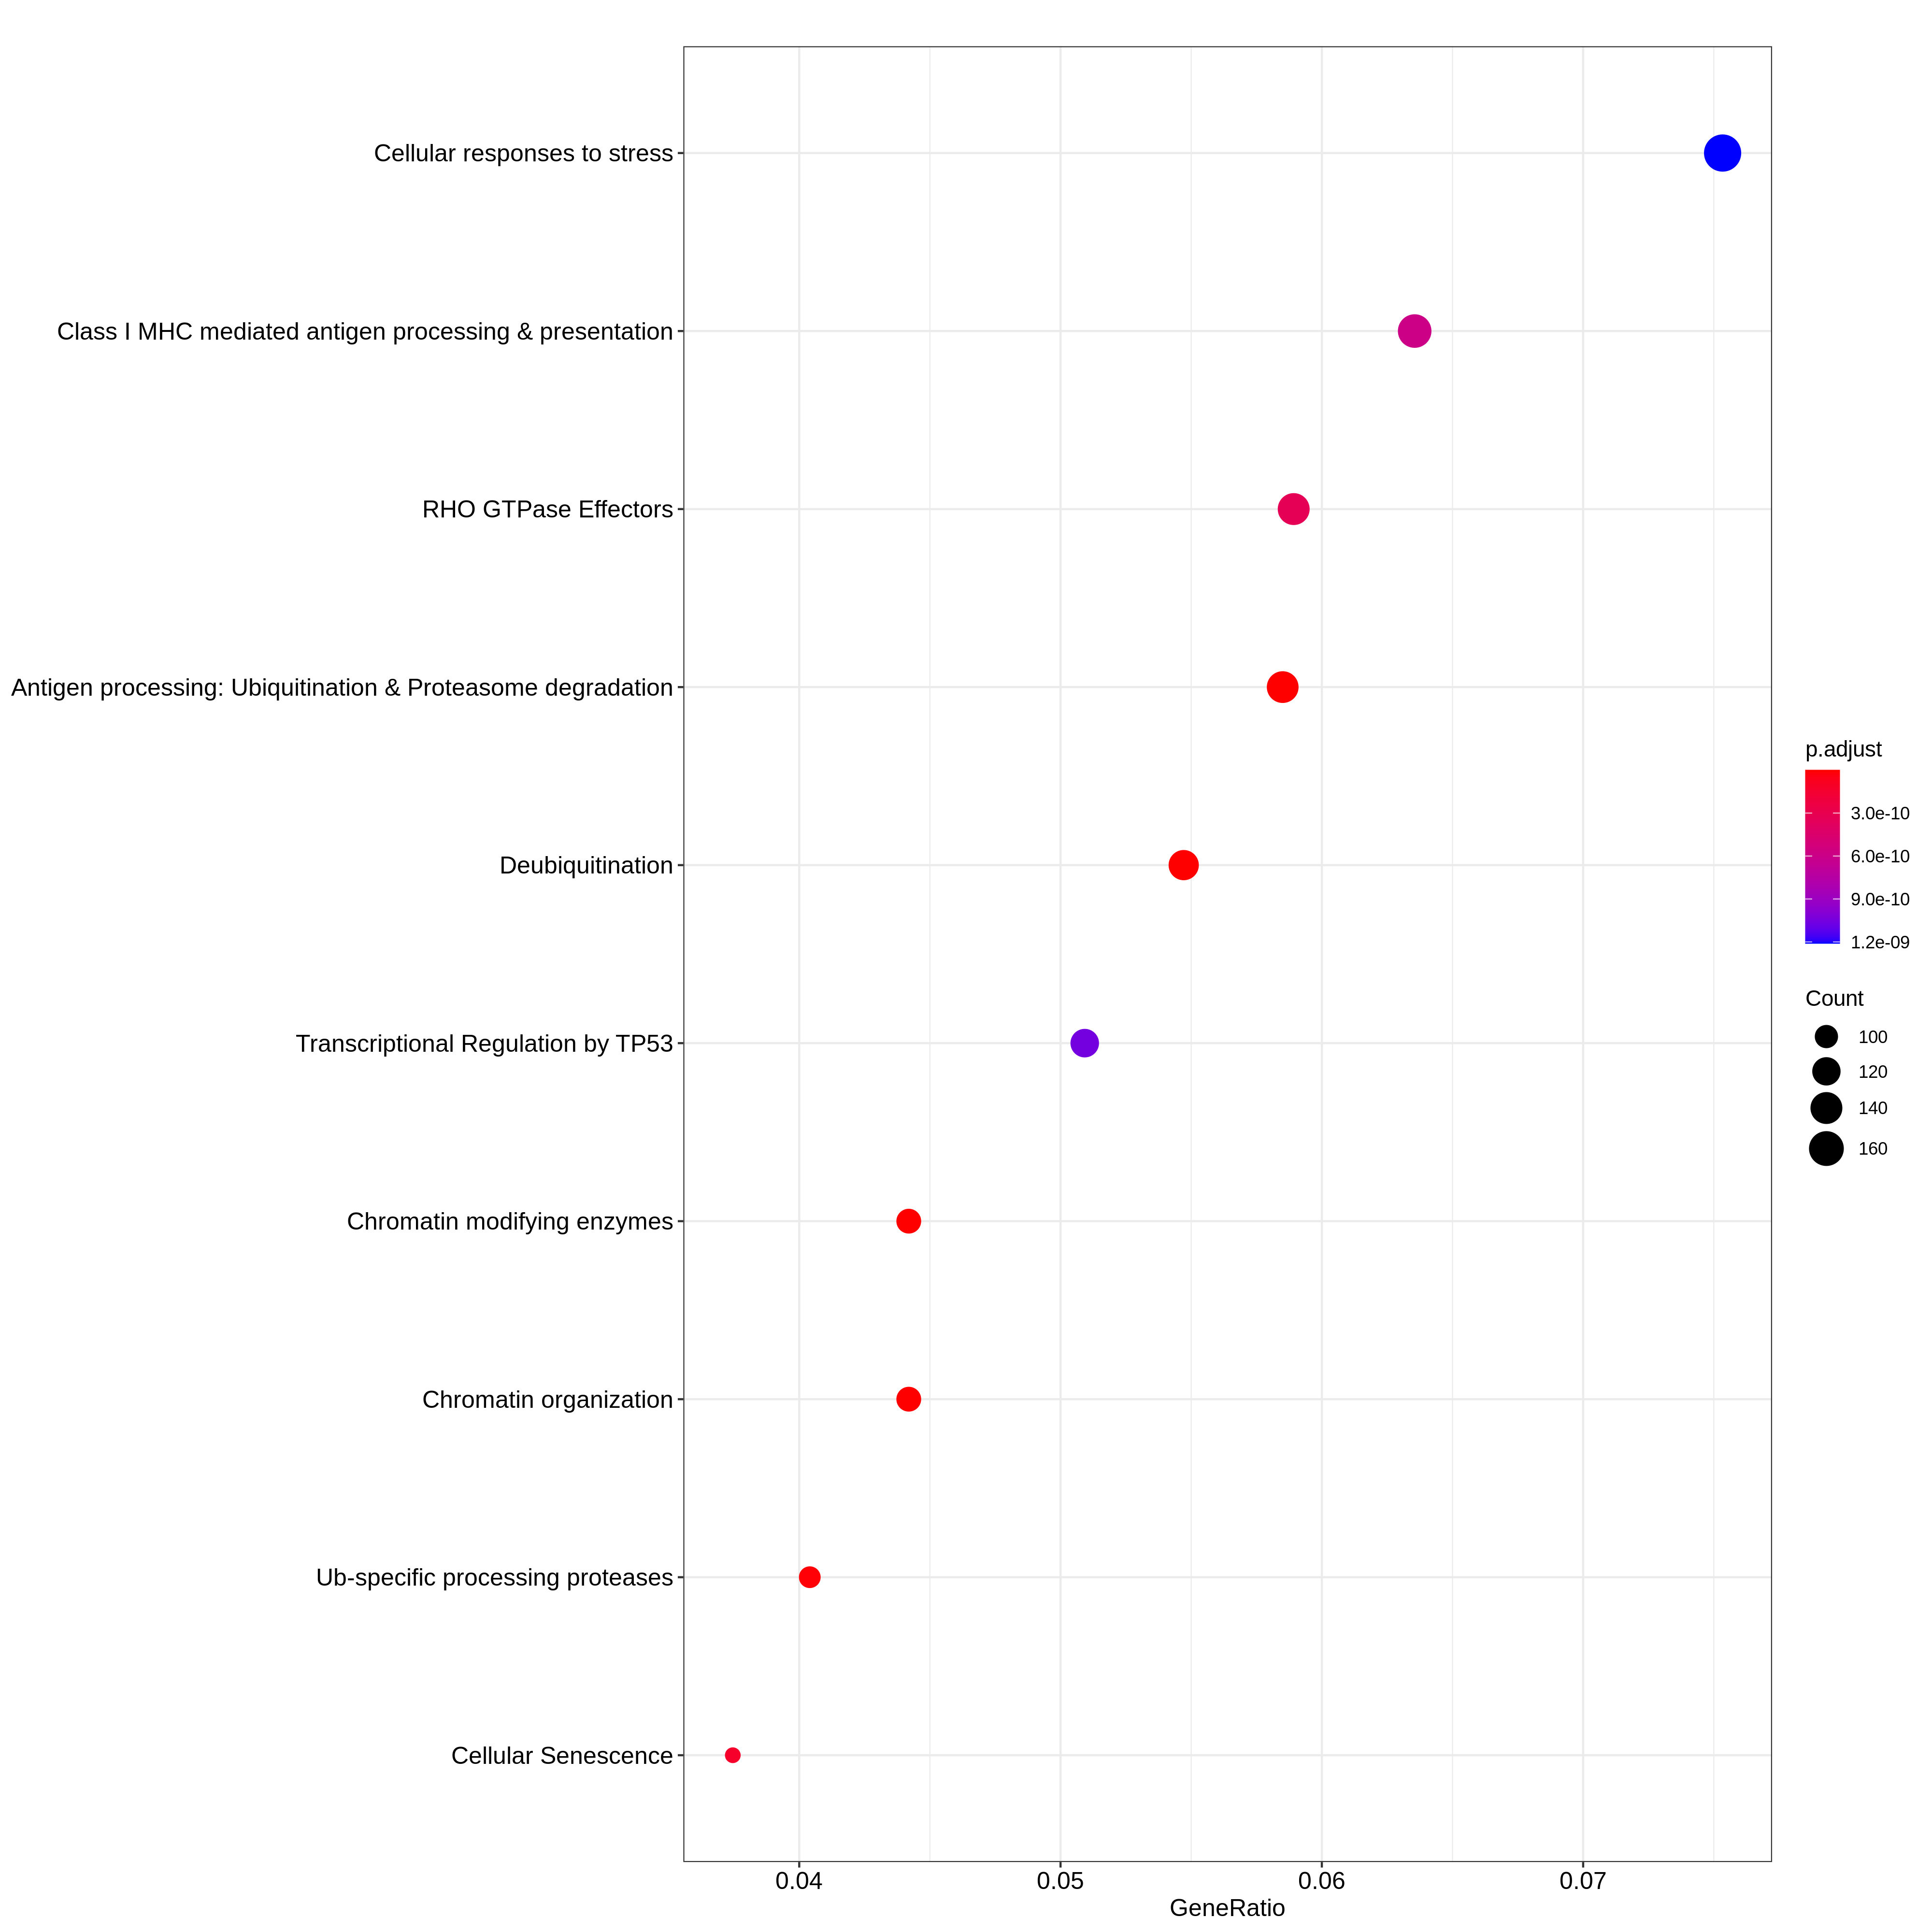 Cellular responses to stress
Class I MHC mediated antigen processing & presentation
RHO GTPase Effectors
Antigen processing: Ubiquitination & Proteasome degradation
Deubiquitination
Transcriptional Regulation by TP53
Chromatin modifying enzymes
Chromatin organization
Ub-specific processing proteases
Cellular Senescence
0.04 0.05 0.06 0.07
GeneRatio
p.adjust
3.0e-10
6.0e-10
9.0e-10
1.2e-09
Count
100
120
140
160